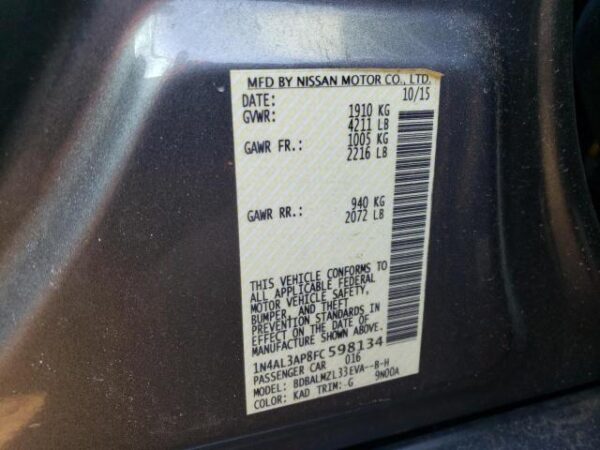 MFD BY NISSAN MOTOR CO., LTD.
DATE: 10/15
GVWR: 1910 KG
4211 LB
GAWR FR.: 1005 KG
2216 LB
GAWR RR.: 940 KG
2072 LB
THIS VEHICLE CONFORMS TO
ALL APPLICABLE FEDERAL
MOTOR VEHICLE SAFETY,
BUMPER, AND THEFT
PREVENTION STANDARDS IN
EFFECT ON THE DATE OF
MANUFACTURE SHOWN ABOVE.
1N4AL3AP8FC598134
PASSENGER CAR 016
MODEL: BDBALMZL33EVA--B-H
COLOR: KAD TRIM: G 9N00A